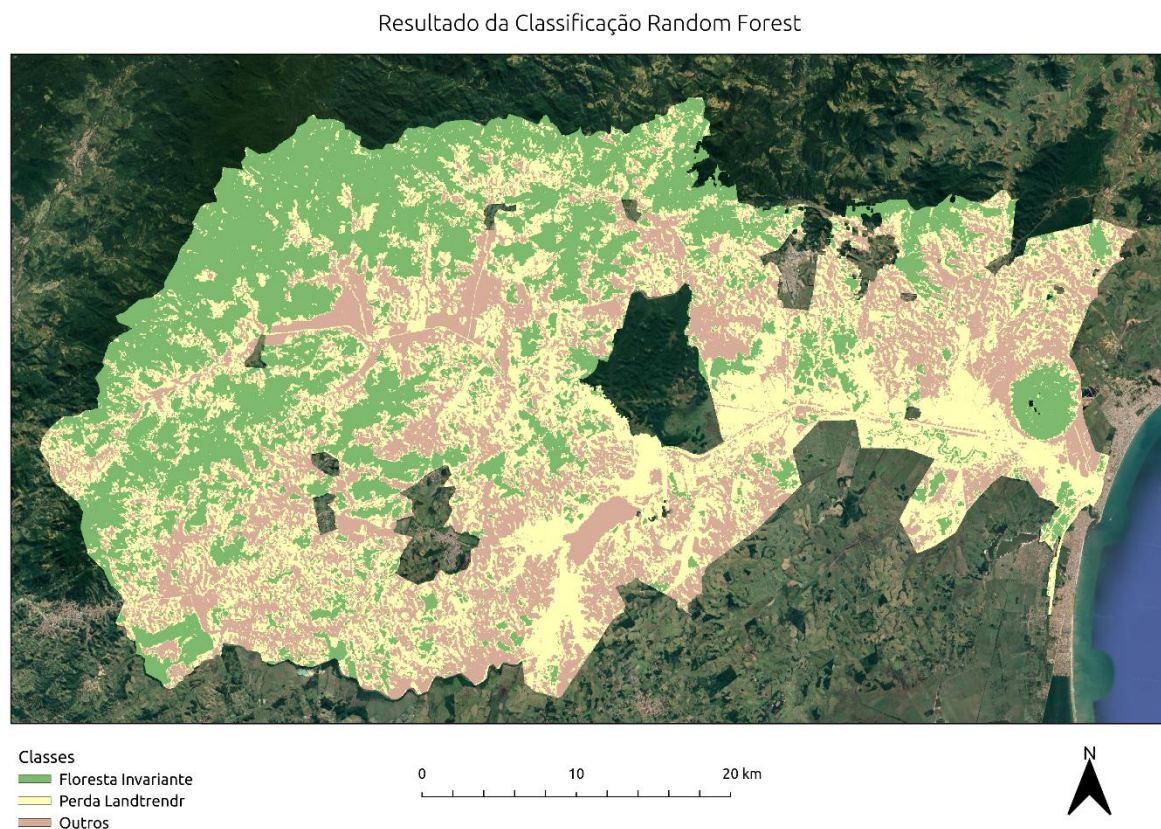 Resultado da Classificação Random Forest
Classes
Floresta Invariante
Perda Landtrendr
Outros
0 10 20 km
N